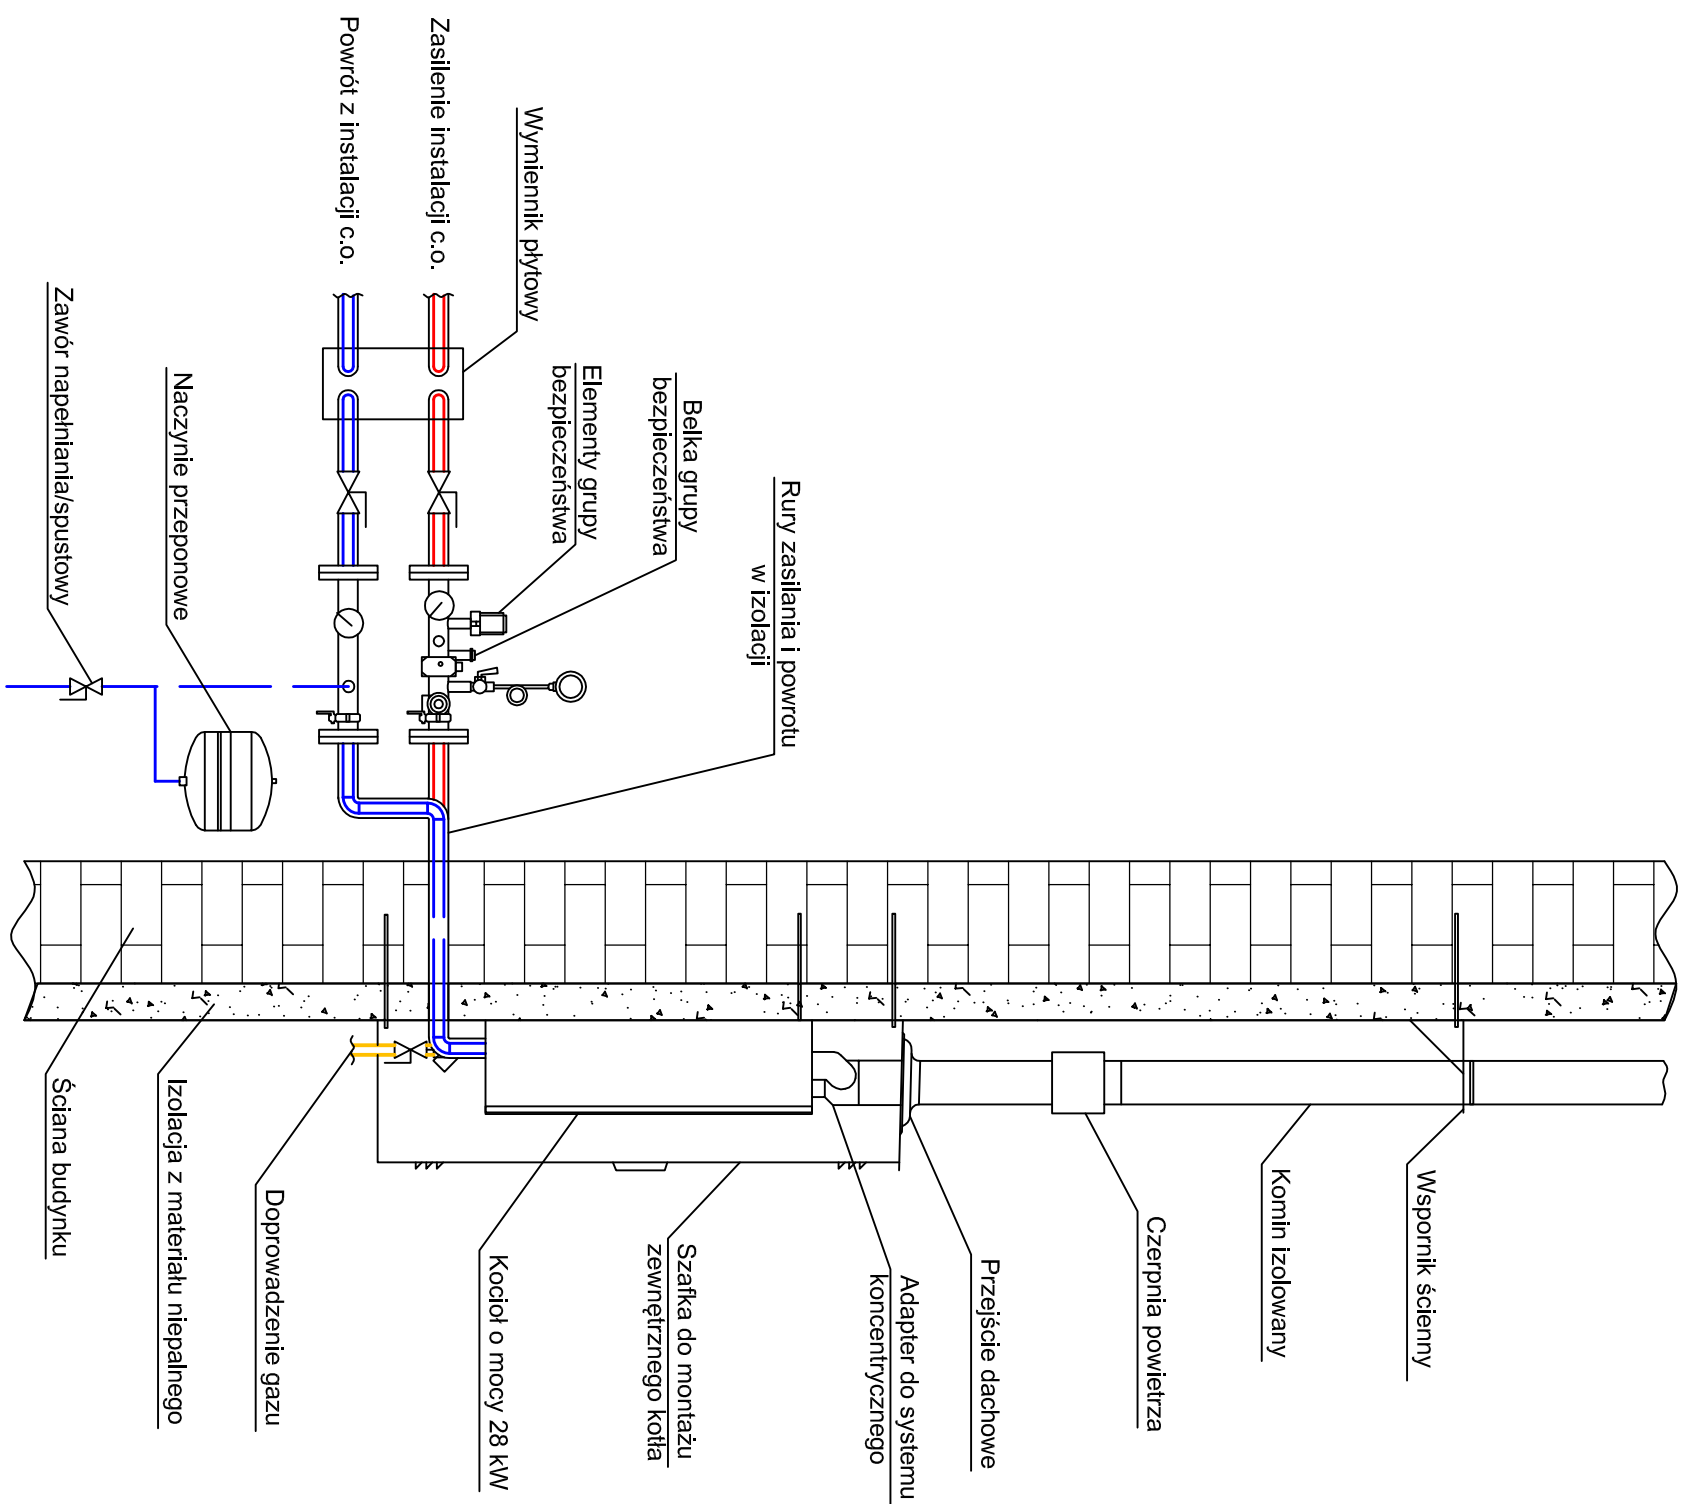 Wspornik ścienny
Komin izolowany
Czerpnia powietrza
Przejście dachowe
Adapter do systemu
koncentrycznego
Rury zasilania i powrotu
w izolacji
Belka grupy
bezpieczeństwa
Szafka do montażu
zewnętrznego kotła
Elementy grupy
bezpieczeństwa
Wymiennik płytowy
Kocioł o mocy 28 kW
Zasilenie instalacji c.o.
Powrót z instalacji c.o.
Doprowadzenie gazu
Naczynie przeponowe
Izolacja z materiału niepalnego
Zawór napełniania/spustowy
Ściana budynku